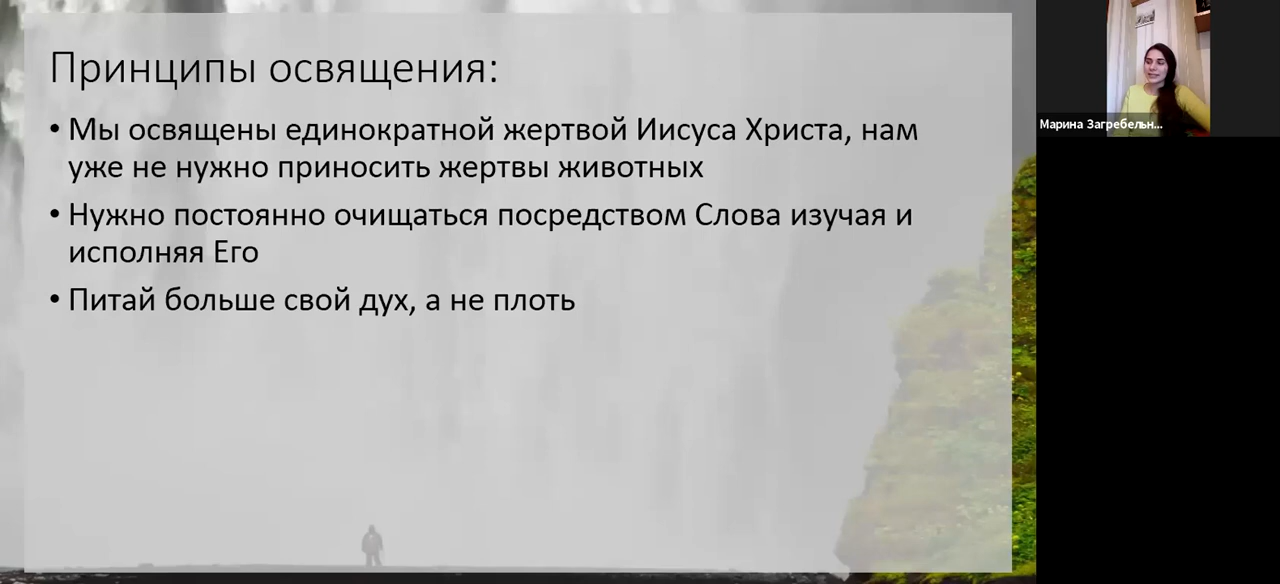 Принципы освящения:
• Мы освящены единократной жертвой Иисуса Христа, нам
уже не нужно приносить жертвы животных
• Нужно постоянно очищаться посредством Слова изучая и
исполняя Его
• Питай больше свой дух, а не плоть
Марина Загребельн...